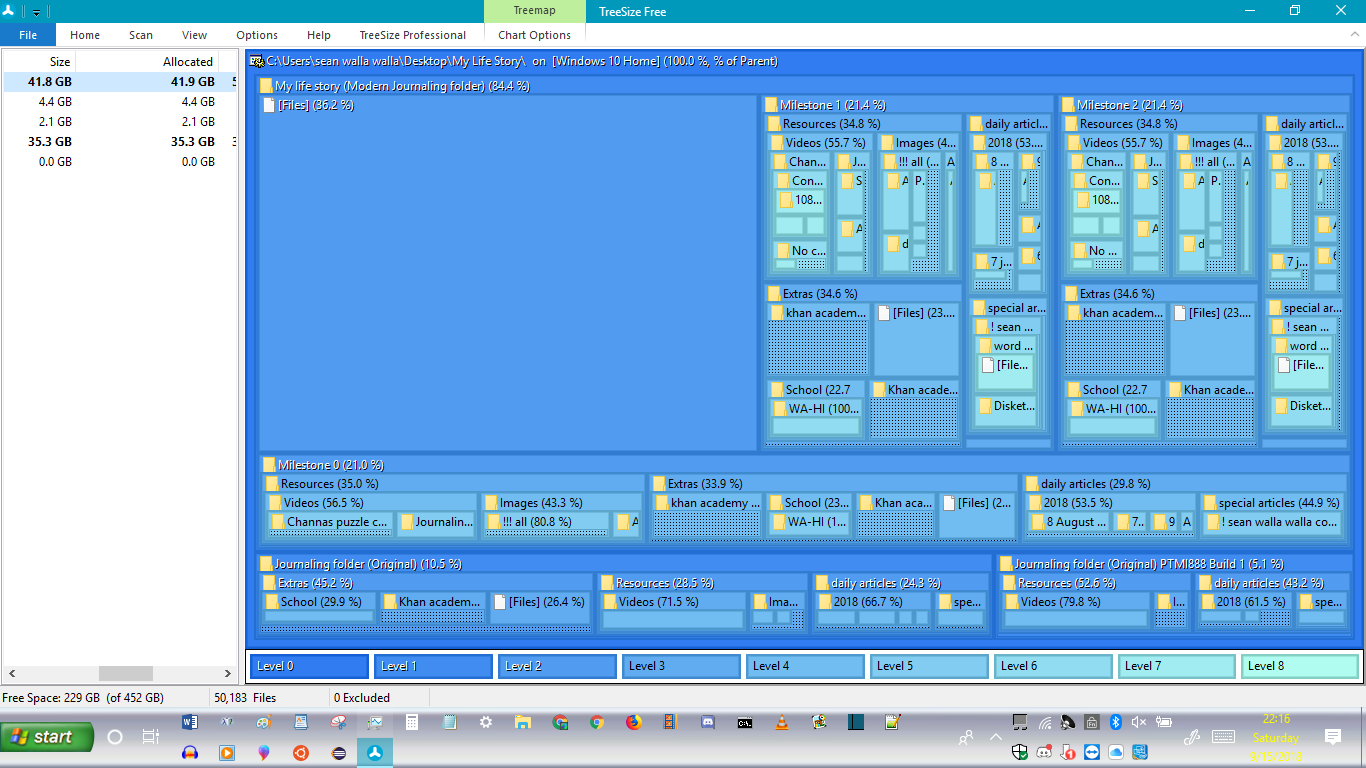 Treemap
TreeSize Free
File Home Scan View Options Help TreeSize Professional Chart Options
Size Allocated
41.8 GB 41.9 GB
4.4 GB 4.4 GB
2.1 GB 2.1 GB
35.3 GB 35.3 GB
0.0 GB 0.0 GB
C:\Users\sean walla walla\Desktop\My Life Story\ on [Windows 10 Home] (100.0 %, % of Parent)
My life story (Modern Journaling folder) (84.4 %)
[Files] (36.2 %)
Milestone 1 (21.4 %)
Resources (34.8 %)
daily articl...
Videos (55.7 %)
Images (4...
2018 (53....
Chan...
J...
!!! all (...
A
8 ...
9
Con...
S
A
P.
108...
A
No c...
d
7 j...
6
Extras (34.6 %)
special ar...
khan academ...
[Files] (23....
! sean ...
word ...
[File...
School (22.7
Khan acade...
WA-HI (100...
Disket...
Milestone 2 (21.4 %)
Resources (34.8 %)
daily articl...
Videos (55.7 %)
Images (4...
2018 (53....
Chan...
J...
!!! all (...
A
8 ...
9
Con...
S
A
P.
108...
A
No ...
d
7 j...
6
Extras (34.6 %)
special ar...
khan academ...
[Files] (23....
! sean ...
word ...
[File...
School (22.7
Khan acade...
WA-HI (100...
Disket...
Milestone 0 (21.0 %)
Resources (35.0 %)
Extras (33.9 %)
daily articles (29.8 %)
Videos (56.5 %)
Images (43.3 %)
khan academy ...
School (23...
Khan aca...
[Files] (2...
2018 (53.5 %)
special articles (44.9 %)
Channas puzzle c...
Journalin...
!!! all (80.8 %)
A
WA-HI (1...
8 August ...
7..
9
A
! sean walla walla co...
Journaling folder (Original) (10.5 %)
Journaling folder (Original) PTMI888 Build 1 (5.1 %)
Extras (45.2 %)
Resources (28.5 %)
daily articles (24.3 %)
Resources (52.6 %)
daily articles (43.2 %)
School (29.9 %)
Khan academ...
[Files] (26.4 %)
Videos (71.5 %)
Ima...
2018 (66.7 %)
spe...
Videos (79.8 %)
I...
2018 (61.5 %)
spe...
Level 0 Level 1 Level 2 Level 3 Level 4 Level 5 Level 6 Level 7 Level 8
Free Space: 229 GB (of 452 GB) 50,183 Files 0 Excluded
start
22:16
Saturday
9/15/2018